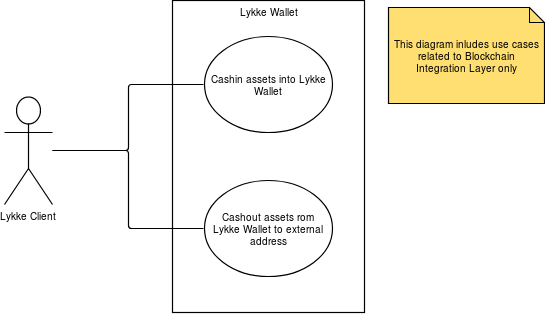 Lykke Wallet
Cashin assets into Lykke
Wallet
This diagram inludes use cases
related to Blockchain
Integration Layer only
Lykke Client
Cashout assets rom
Lykke Wallet to external
address